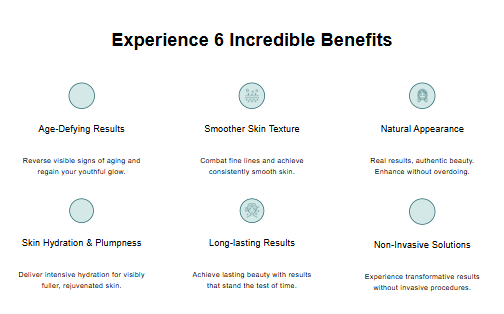 Experience 6 Incredible Benefits
Age-Defying Results
Smoother Skin Texture
Natural Appearance
Reverse visible signs of aging and
regain your youthful glow.
Combat fine lines and achieve
consistently smooth skin.
Real results, authentic beauty.
Enhance without overdoing.
Skin Hydration & Plumpness
Long-lasting Results
Non-Invasive Solutions
Deliver intensive hydration for visibly
fuller, rejuvenated skin.
Achieve lasting beauty with results
that stand the test of time.
Experience transformative results
without invasive procedures.